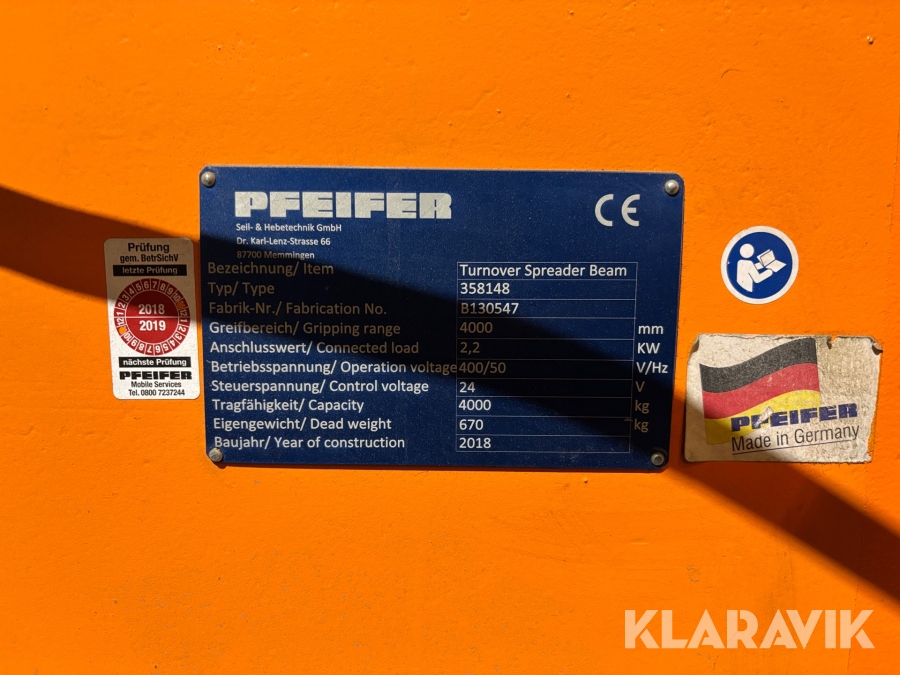 PFEIFER
CE
Seil- & Hebetechnik GmbH
Dr. Karl-Lenz-Strasse 66
87700 Memmingen
Bezeichnung/ Item Turnover Spreader Beam
Typ/ Type 358148
Fabrik-Nr./ Fabrication No. B130547
Greifbereich/ Gripping range 4000 mm
Anschlusswert/ Connected load 2,2 KW
Betriebsspannung/ Operation voltage 400/50 V/Hz
Steuerspannung/ Control voltage 24 V
Tragfähigkeit/ Capacity 4000 kg
Eigengewicht/ Dead weight 670 kg
Baujahr/ Year of construction 2018
Prüfung
gem. BetrSichV
letzte Prüfung
2018
2019
nächste Prüfung
PFEIFER
Mobile Services
Tel. 0800 7237244
PFEIFER
Made in Germany
KLARAVIK